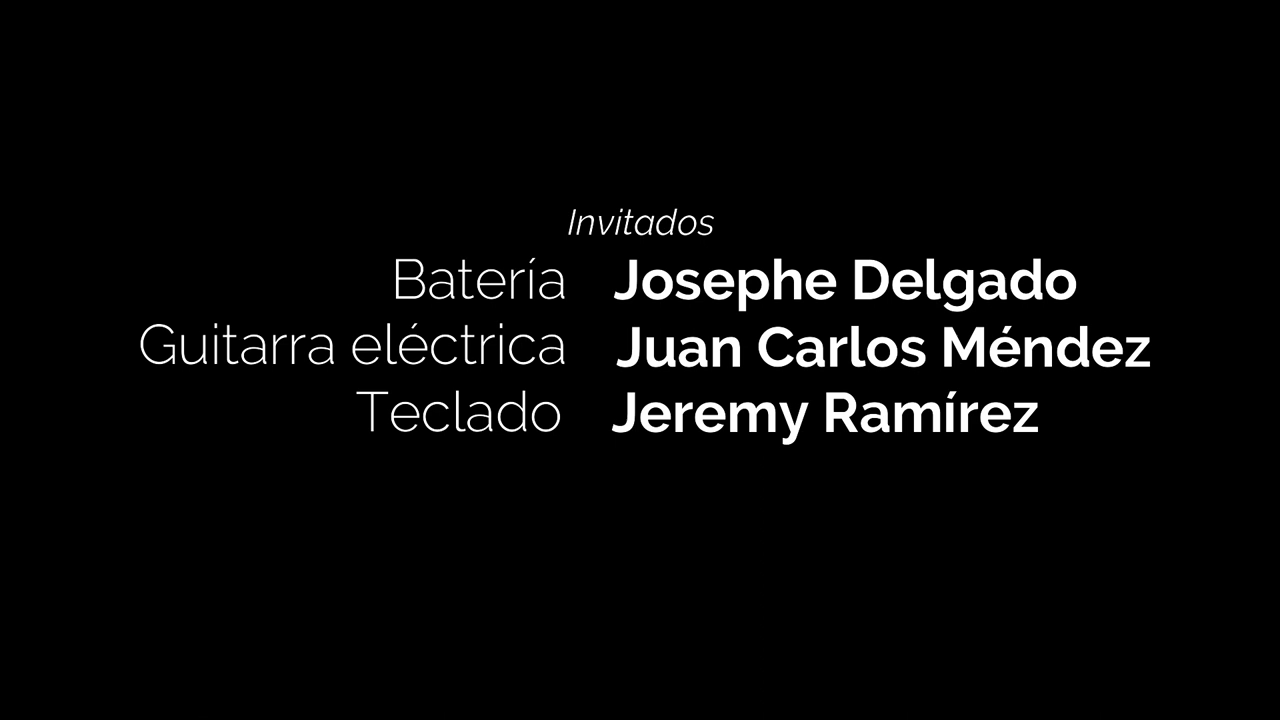 Invitados
Batería Josephe Delgado
Guitarra eléctrica Juan Carlos Méndez
Teclado Jeremy Ramírez